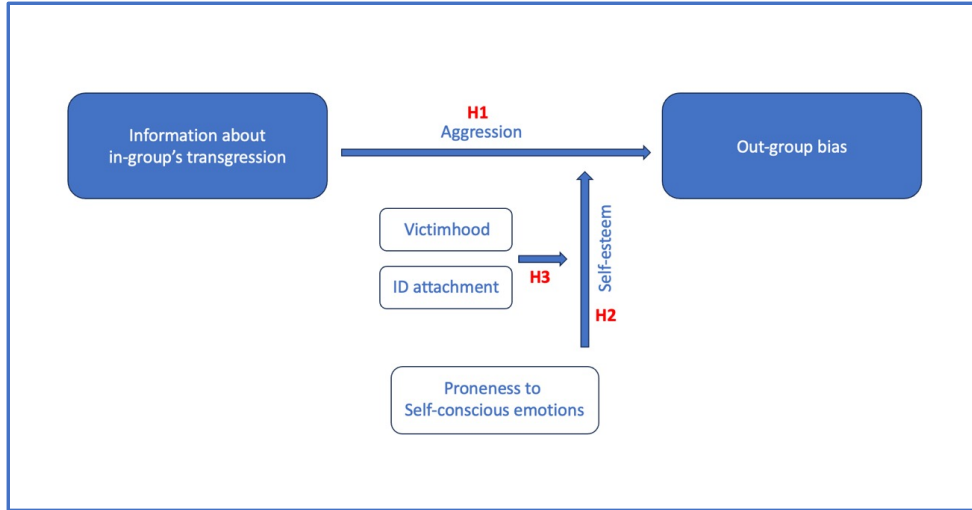 Information about
in-group's transgression
H1
Aggression
Out-group bias
Victimhood
ID attachment
H3
Self-esteem
H2
Proneness to
Self-conscious emotions